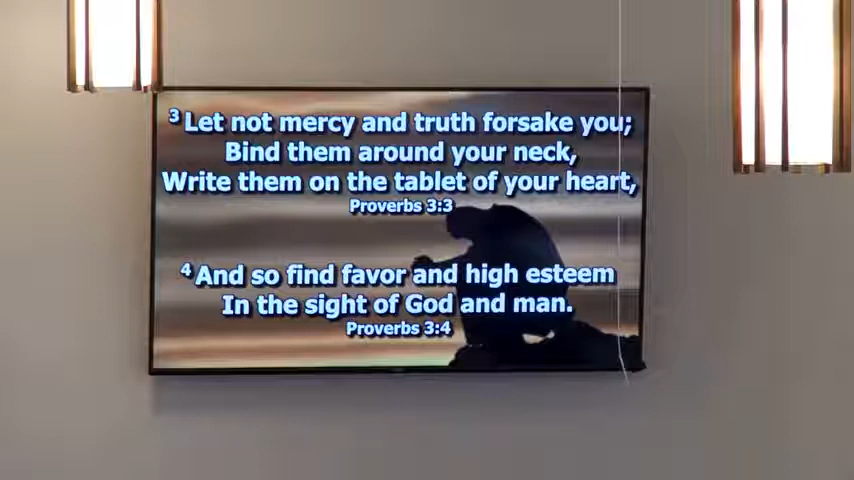 3 Let not mercy and truth forsake you;
Bind them around your neck,
Write them on the tablet of your heart,
Proverbs 3:3
4 And so find favor and high esteem
In the sight of God and man.
Proverbs 3:4